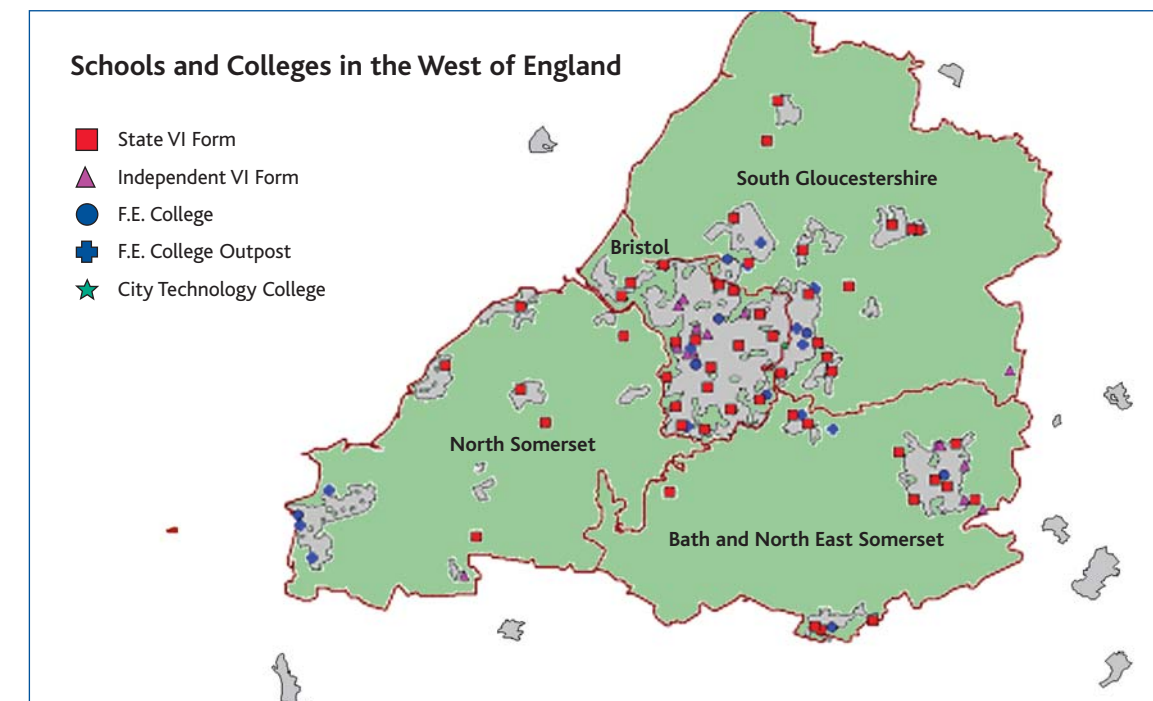 Schools and Colleges in the West of England
State VI Form
Independent VI Form
F.E. College
F.E. College Outpost
City Technology College
South Gloucestershire
Bristol
North Somerset
Bath and North East Somerset